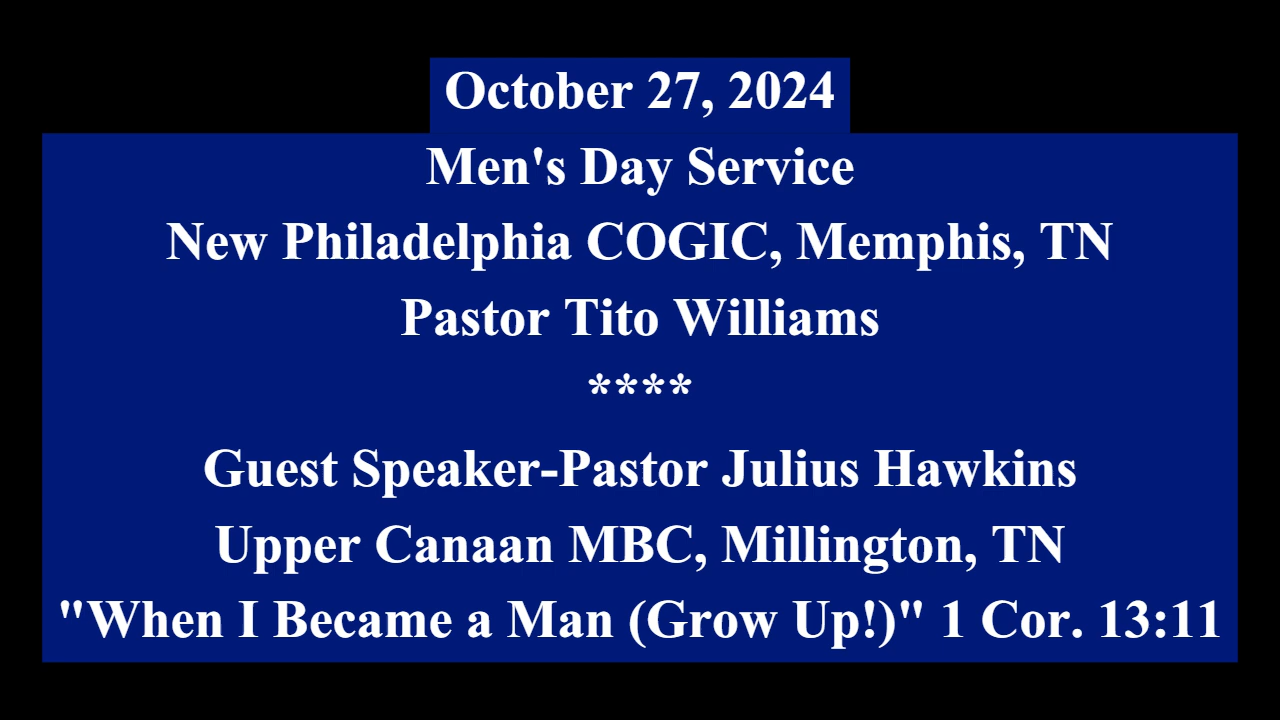 October 27, 2024
Men's Day Service
New Philadelphia COGIC, Memphis, TN
Pastor Tito Williams
****
Guest Speaker-Pastor Julius Hawkins
Upper Canaan MBC, Millington, TN
"When I Became a Man (Grow Up!)" 1 Cor. 13:11